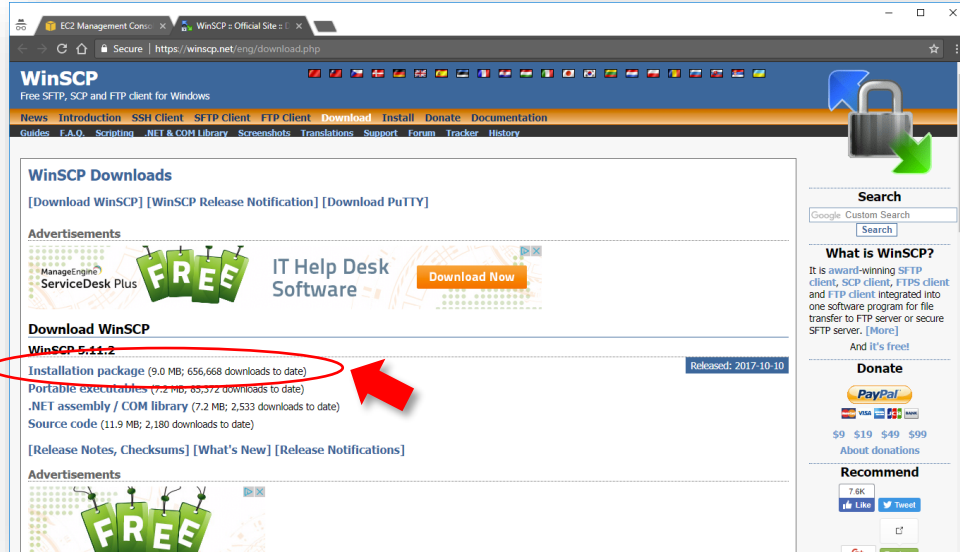 EC2 Management Consol
WinSCP :: Official Site :: D
Secure | https://winscp.net/eng/download.php
WinSCP
Free SFTP, SCP and FTP client for Windows
News Introduction SSH Client SFTP Client FTP Client Download Install Donate Documentation
Guides F.A.Q. Scripting .NET & COM Library Screenshots Translations Support Forum Tracker History
WinSCP Downloads
[Download WinSCP] [WinSCP Release Notification] [Download PuTTY]
Advertisements
ManageEngine
ServiceDesk Plus
FREE
IT Help Desk
Software
Download Now
Download WinSCP
WinSCP 5.11.2
Released: 2017-10-10
Installation package (9.0 MB; 656,668 downloads to date)
Portable executables (7.2 MB; 85,372 downloads to date)
.NET assembly / COM library (7.2 MB; 2,533 downloads to date)
Source code (11.9 MB; 2,180 downloads to date)
[Release Notes, Checksums] [What's New] [Release Notifications]
Advertisements
FREE
Search
Google Custom Search
Search
What is WinSCP?
It is award-winning SFTP
client, SCP client, FTPS client
and FTP client integrated into
one software program for file
transfer to FTP server or secure
SFTP server. [More]
And it's free!
Donate
PayPal
VISA
BANK
$9 $19 $49 $99
About donations
Recommend
7.6K
Like
Tweet